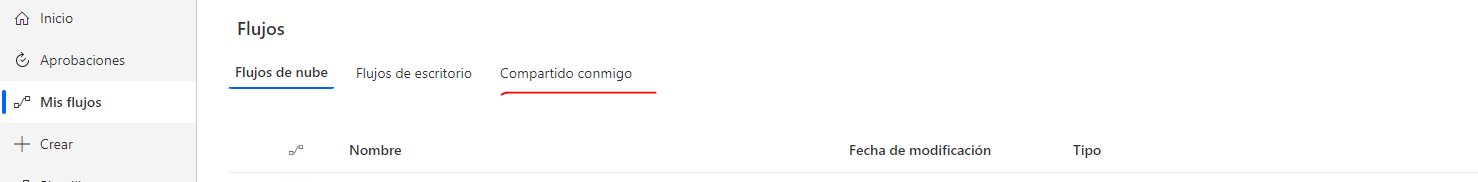 Inicio
Aprobaciones
Mis flujos
Crear
Flujos
Flujos de nube Flujos de escritorio Compartido conmigo
Nombre Fecha de modificación Tipo